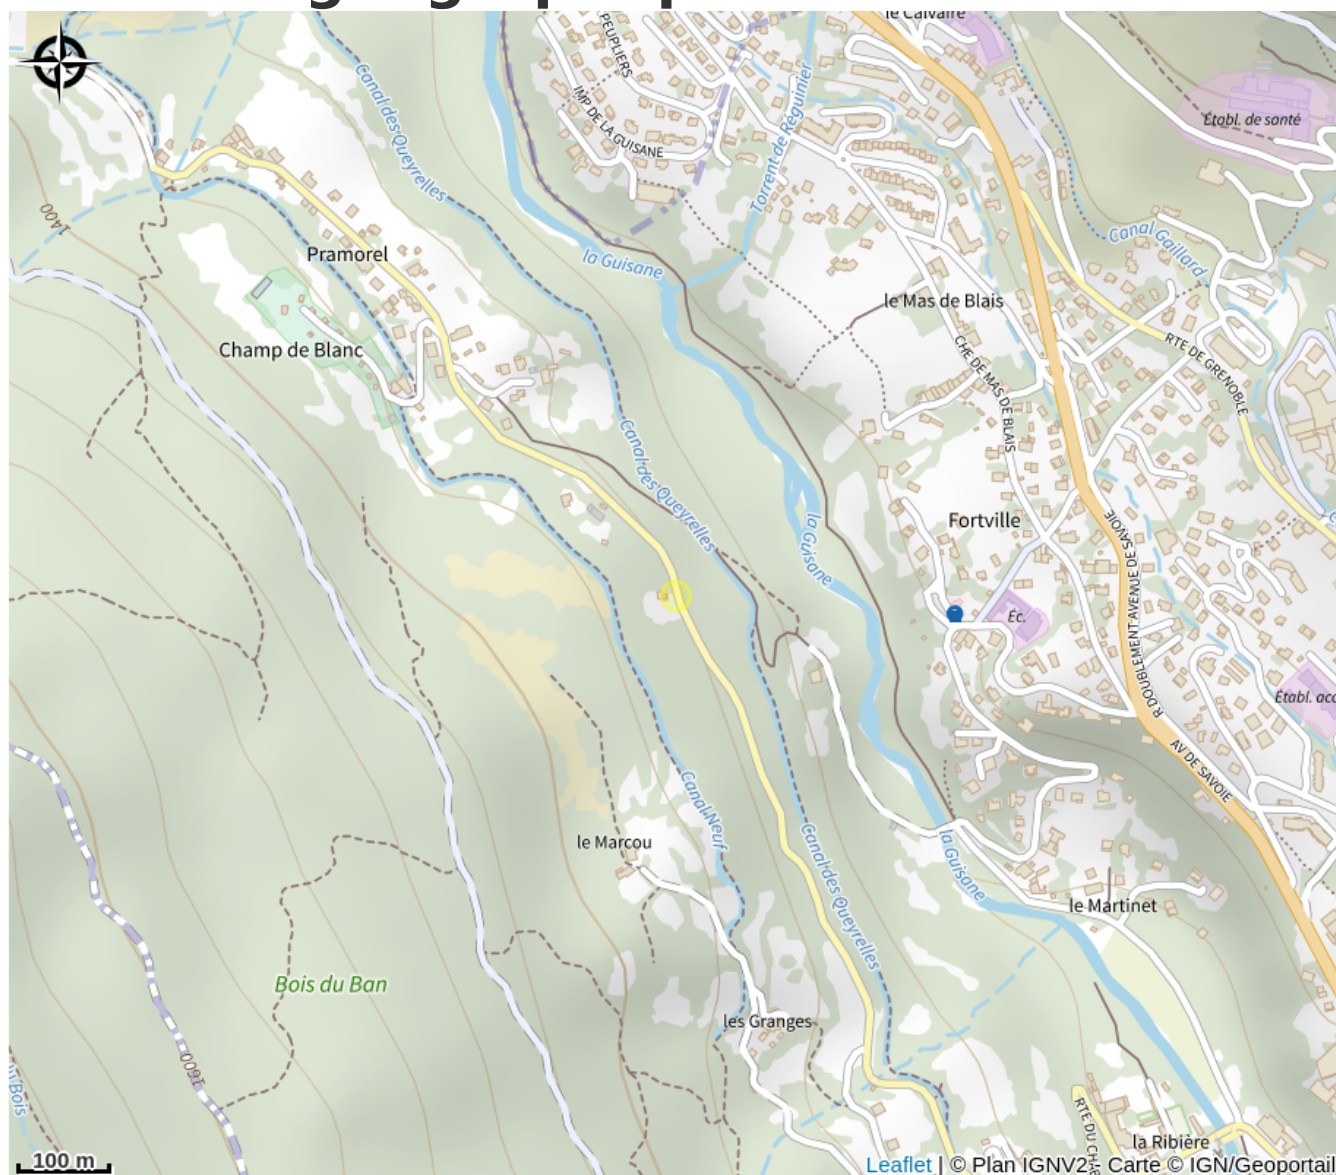 le Calvaire
PEUPLIERS
Canal des Queyrelles
IMP DE LA GUISANE
Torrent de Réguinier
Établ. de santé
1400
Pramorel
la Guisane
Canal Gaillard
le Mas de Blais
Champ de Blanc
CHE DE MAS DE BLAIS
RTE DE GRENOBLE
Canal des Queyrelles
la Guisane
Fortville
R DOUBLEMENT AVENUE DE SAVOIE
Éc.
Établ. acc
AV DE SAVOIE
Canal Neuf
le Marcou
Canal des Queyrelles
la Guisane
le Martinet
Bois du Ban
les Granges
1600
Bois
RTE DU CHA
la Ribière
100 m
Leaflet | © Plan IGNV2 - Carte © IGN/Geoportail